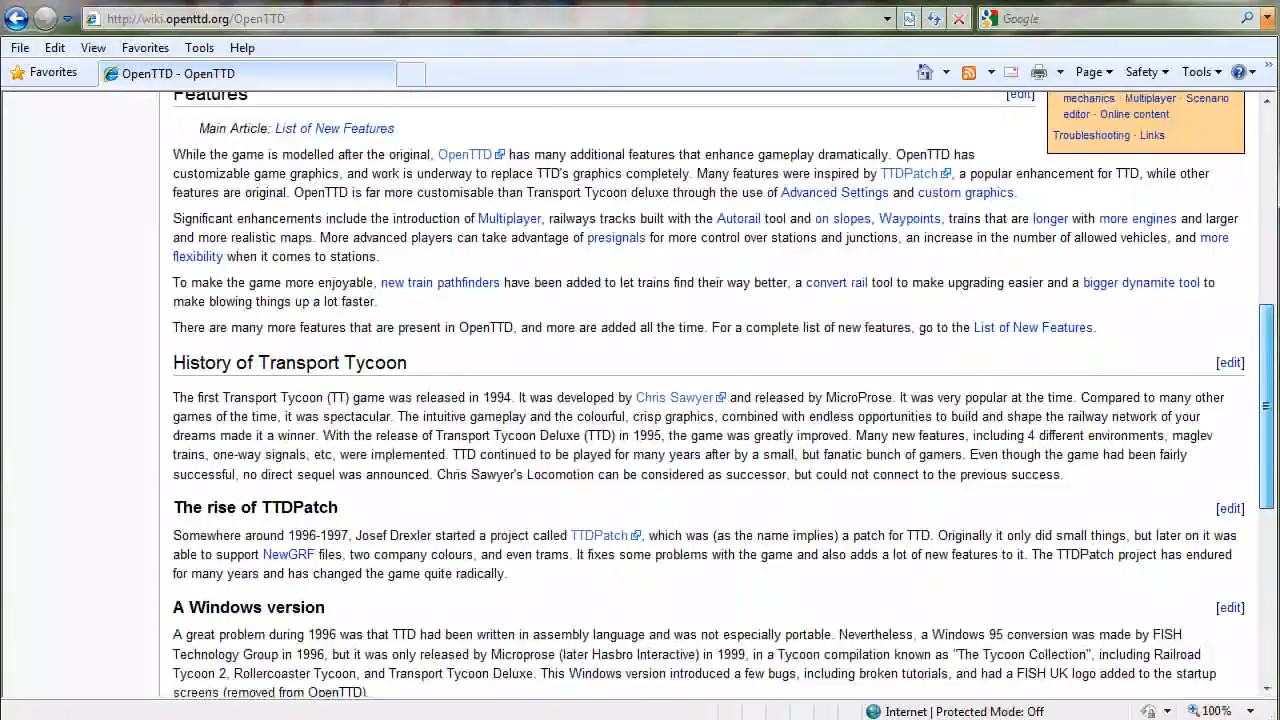 http://wiki.openttd.org/OpenTTD
Google
File Edit View Favorites Tools Help
Favorites
OpenTTD - OpenTTD
Page Safety Tools
Features
[edit]
mechanics · Multiplayer · Scenario
editor · Online content
Troubleshooting · Links
Main Article: List of New Features
While the game is modelled after the original, OpenTTD has many additional features that enhance gameplay dramatically. OpenTTD has
customizable game graphics, and work is underway to replace TTD's graphics completely. Many features were inspired by TTDPatch, a popular enhancement for TTD, while other
features are original. OpenTTD is far more customisable than Transport Tycoon deluxe through the use of Advanced Settings and custom graphics.
Significant enhancements include the introduction of Multiplayer, railways tracks built with the Autorail tool and on slopes, Waypoints, trains that are longer with more engines and larger
and more realistic maps. More advanced players can take advantage of presignals for more control over stations and junctions, an increase in the number of allowed vehicles, and more
flexibility when it comes to stations.
To make the game more enjoyable, new train pathfinders have been added to let trains find their way better, a convert rail tool to make upgrading easier and a bigger dynamite tool to
make blowing things up a lot faster.
There are many more features that are present in OpenTTD, and more are added all the time. For a complete list of new features, go to the List of New Features.
History of Transport Tycoon
[edit]
The first Transport Tycoon (TT) game was released in 1994. It was developed by Chris Sawyer and released by MicroProse. It was very popular at the time. Compared to many other
games of the time, it was spectacular. The intuitive gameplay and the colourful, crisp graphics, combined with endless opportunities to build and shape the railway network of your
dreams made it a winner. With the release of Transport Tycoon Deluxe (TTD) in 1995, the game was greatly improved. Many new features, including 4 different environments, maglev
trains, one-way signals, etc, were implemented. TTD continued to be played for many years after by a small, but fanatic bunch of gamers. Even though the game had been fairly
successful, no direct sequel was announced. Chris Sawyer's Locomotion can be considered as successor, but could not connect to the previous success.
The rise of TTDPatch
[edit]
Somewhere around 1996-1997, Josef Drexler started a project called TTDPatch, which was (as the name implies) a patch for TTD. Originally it only did small things, but later on it was
able to support NewGRF files, two company colours, and even trams. It fixes some problems with the game and also adds a lot of new features to it. The TTDPatch project has endured
for many years and has changed the game quite radically.
A Windows version
[edit]
A great problem during 1996 was that TTD had been written in assembly language and was not especially portable. Nevertheless, a Windows 95 conversion was made by FISH
Technology Group in 1996, but it was only released by Microprose (later Hasbro Interactive) in 1999, in a Tycoon compilation known as "The Tycoon Collection", including Railroad
Tycoon 2, Rollercoaster Tycoon, and Transport Tycoon Deluxe. This Windows version introduced a few bugs, including broken tutorials, and had a FISH UK logo added to the startup
screens (removed from OpenTTD).
Internet | Protected Mode: Off
100%